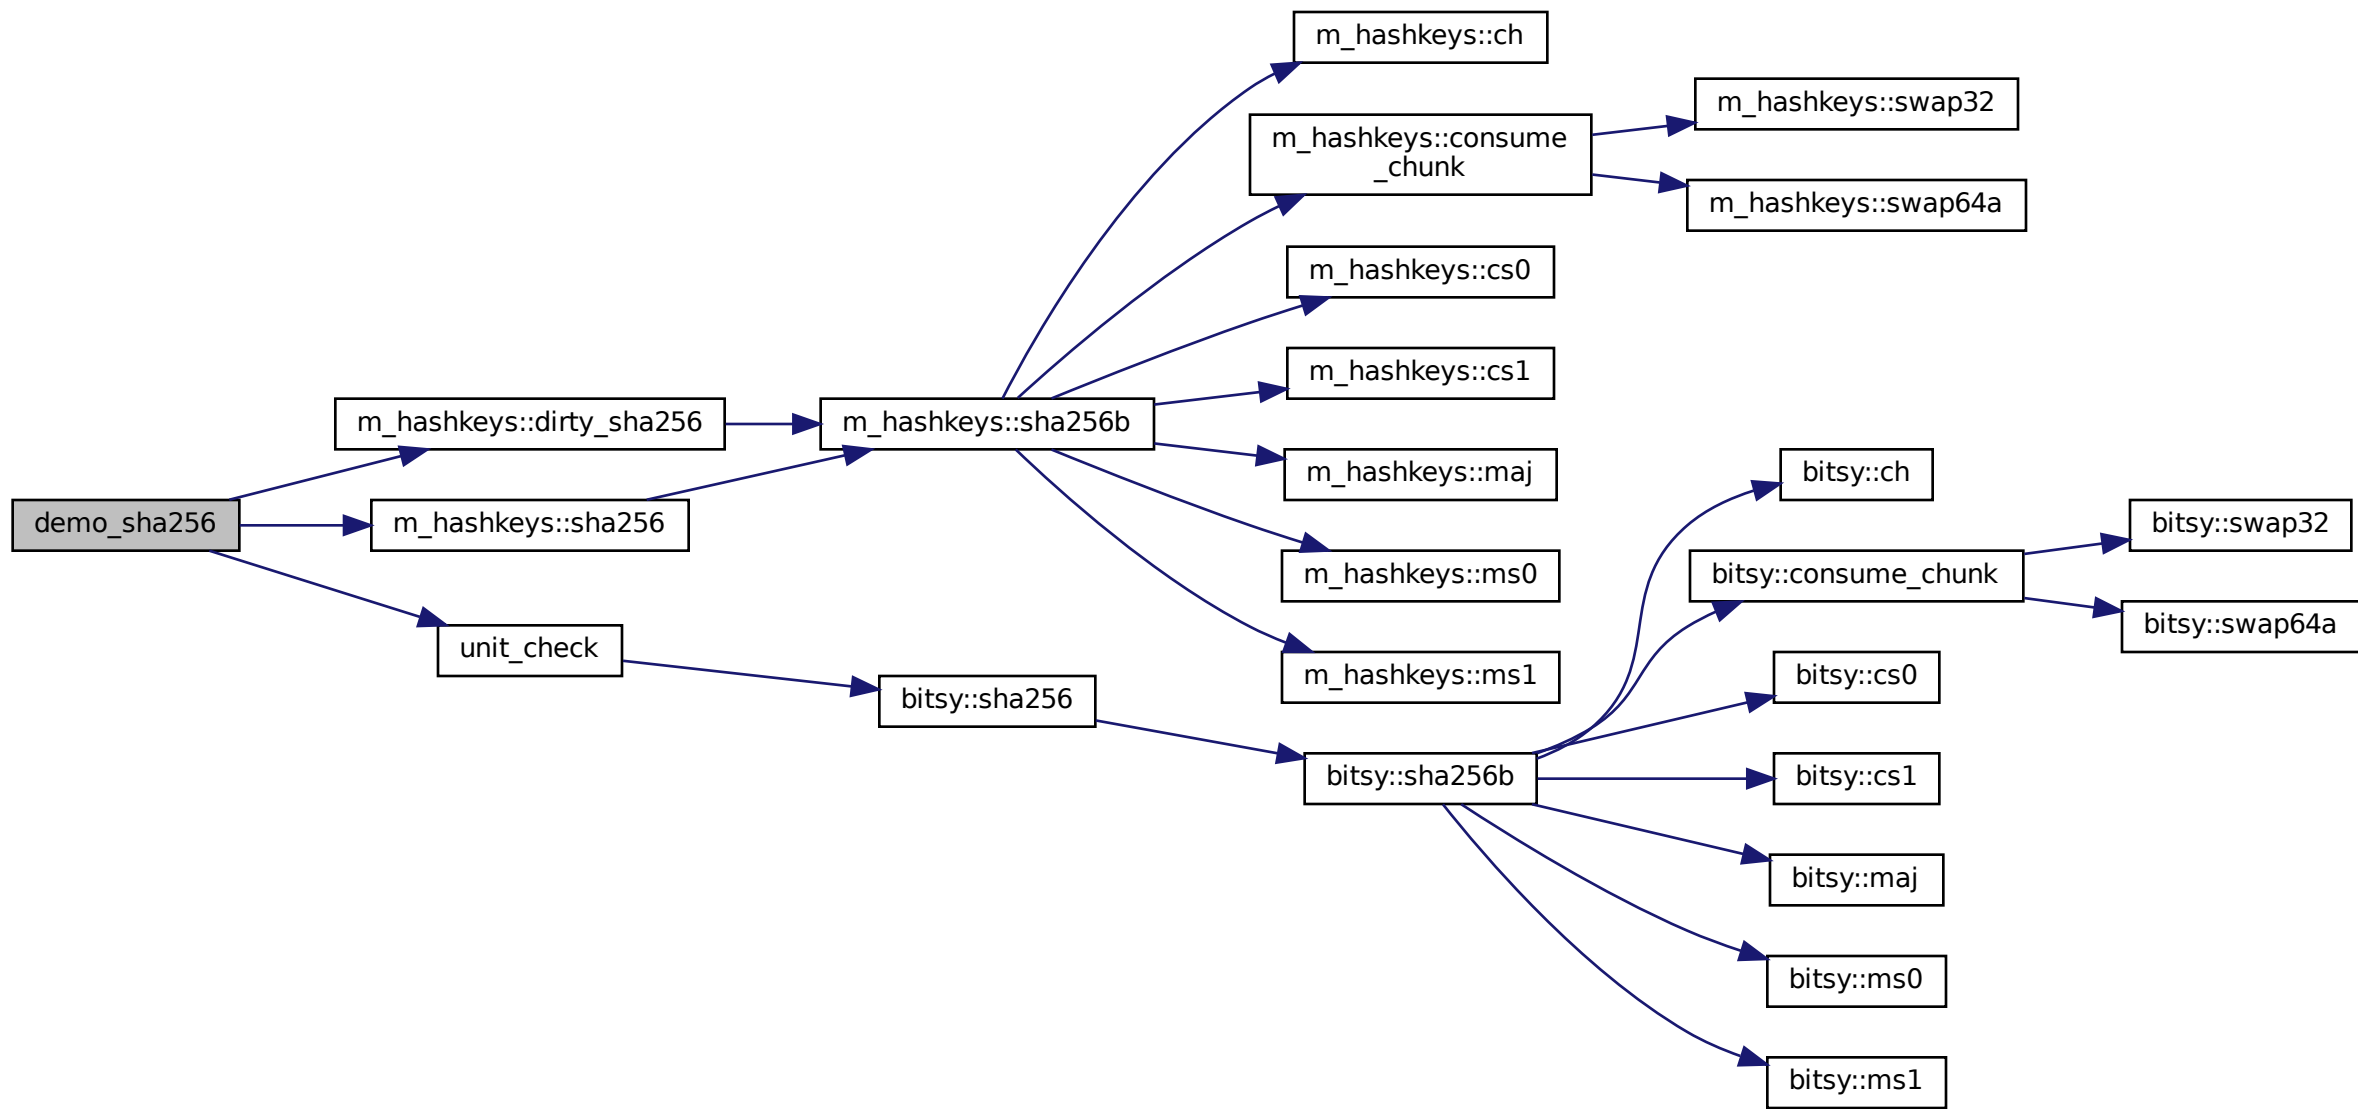 m_hashkeys::ch
m_hashkeys::swap32
m_hashkeys::consume
_chunk
m_hashkeys::swap64a
m_hashkeys::cs0
m_hashkeys::cs1
m_hashkeys::dirty_sha256
m_hashkeys::sha256b
m_hashkeys::maj
bitsy::ch
demo_sha256
m_hashkeys::sha256
bitsy::swap32
m_hashkeys::ms0
bitsy::consume_chunk
bitsy::swap64a
unit_check
m_hashkeys::ms1
bitsy::cs0
bitsy::sha256
bitsy::sha256b
bitsy::cs1
bitsy::maj
bitsy::ms0
bitsy::ms1